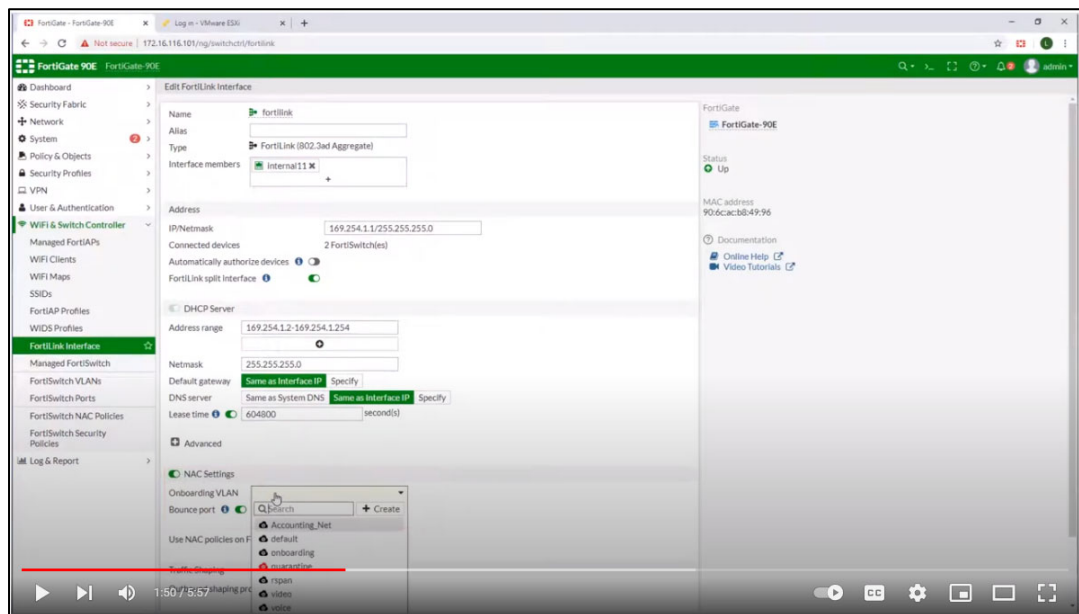 FortiGate - FortiGate-90E
Log in - VMware ESXi
Not secure | 172.16.116.101/ng/switchctrl/fortilink
FortiGate 90E FortiGate-90E
admin
Dashboard
Security Fabric
Network
System 2
Policy & Objects
Security Profiles
VPN
User & Authentication
WiFi & Switch Controller
Managed FortiAPs
WiFi Clients
WiFi Maps
SSIDs
FortiAP Profiles
WIDS Profiles
FortiLink Interface
Managed FortiSwitch
FortiSwitch VLANs
FortiSwitch Ports
FortiSwitch NAC Policies
FortiSwitch Security
Policies
Log & Report
Edit FortiLink Interface
Name fortilink
Alias
Type FortiLink (802.3ad Aggregate)
Interface members internal11
Address
IP/Netmask 169.254.1.1/255.255.255.0
Connected devices 2 FortiSwitch(es)
Automatically authorize devices
FortiLink split interface
DHCP Server
Address range 169.254.1.2-169.254.1.254
Netmask 255.255.255.0
Default gateway Same as Interface IP Specify
DNS server Same as System DNS Same as Interface IP Specify
Lease time 604800 second(s)
Advanced
NAC Settings
Onboarding VLAN
Bounce port Search + Create
Accounting_Net
Use NAC policies on F default
onboarding
Traffic Shaping quarantine
rspan
Outbound shaping pro video
voice
FortiGate
FortiGate-90E
Status
Up
MAC address
90:6c:ac:b8:49:96
Documentation
Online Help
Video Tutorials
1:50 / 5:57
CC